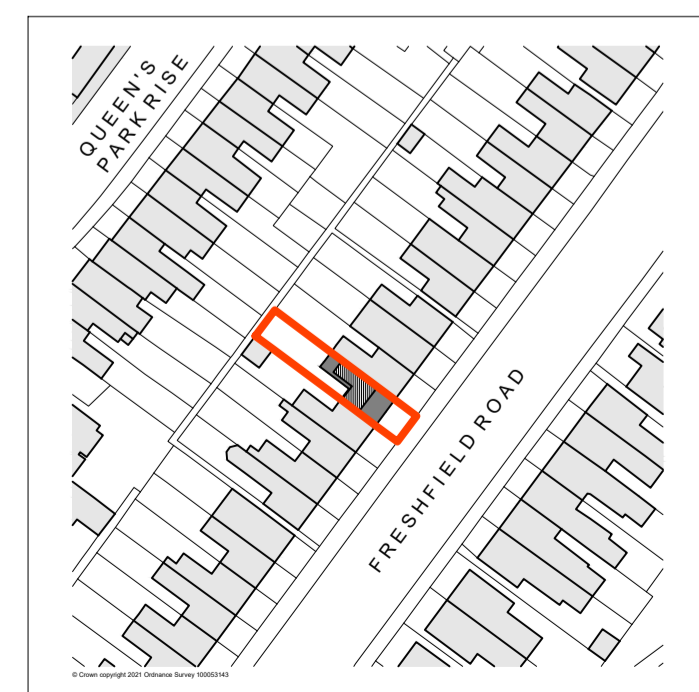 QUEEN'S
PARK RISE
FRESHFIELD ROAD
© Crown copyright 2021 Ordnance Survey 100053143